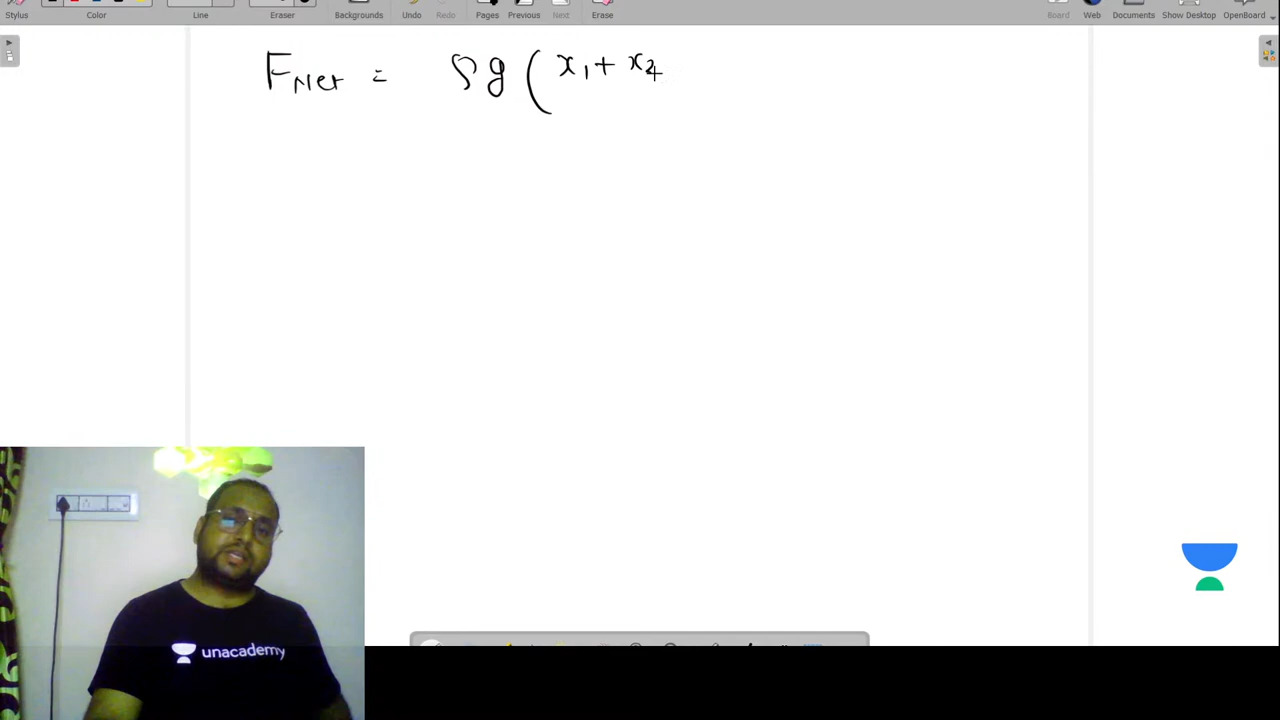 Stylus Color Line Eraser Backgrounds Undo Redo Pages Previous Next Erase Board Web Documents Show Desktop OpenBoard
F_Net = ρg (x₁ + x₂
unacademy